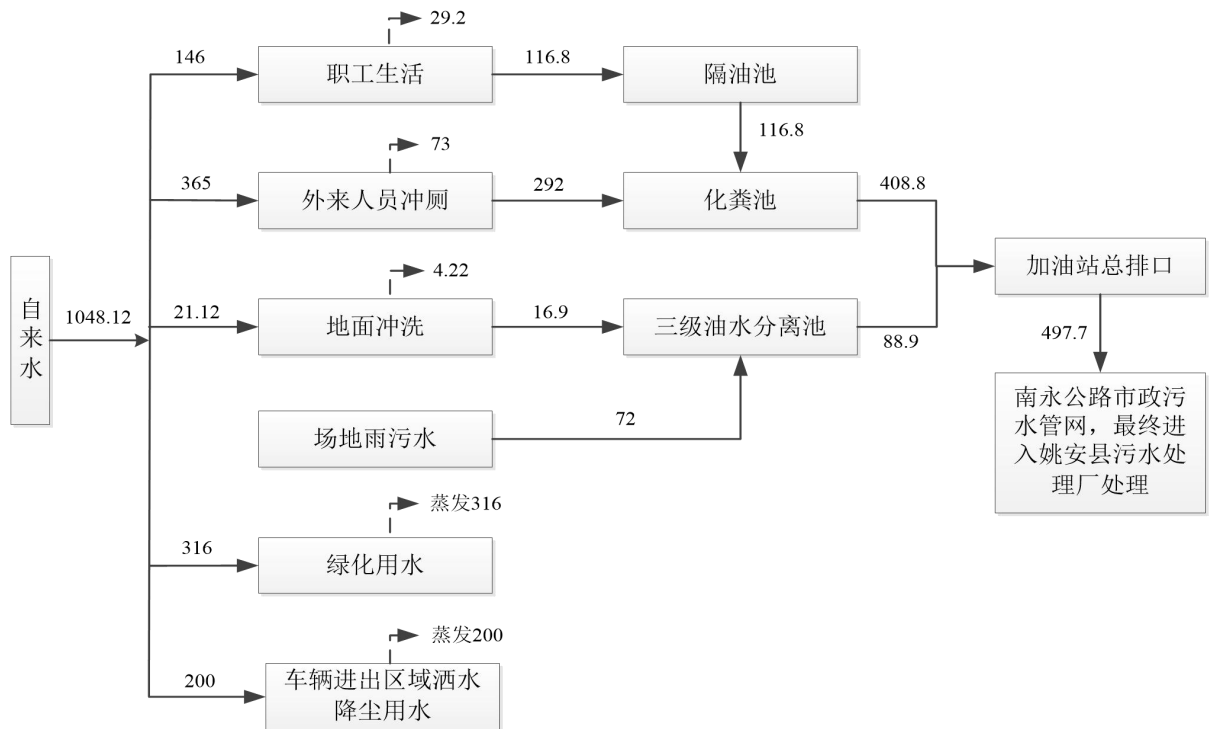 29.2
146
职工生活
116.8
隔油池
116.8
73
365
外来人员冲厕
292
化粪池
408.8
加油站总排口
自
来
水
1048.12
4.22
21.12
地面冲洗
16.9
三级油水分离池
88.9
497.7
场地雨污水
72
南永公路市政污
水管网，最终进
入姚安县污水处
理厂处理
蒸发316
316
绿化用水
蒸发200
200
车辆进出区域洒水
降尘用水